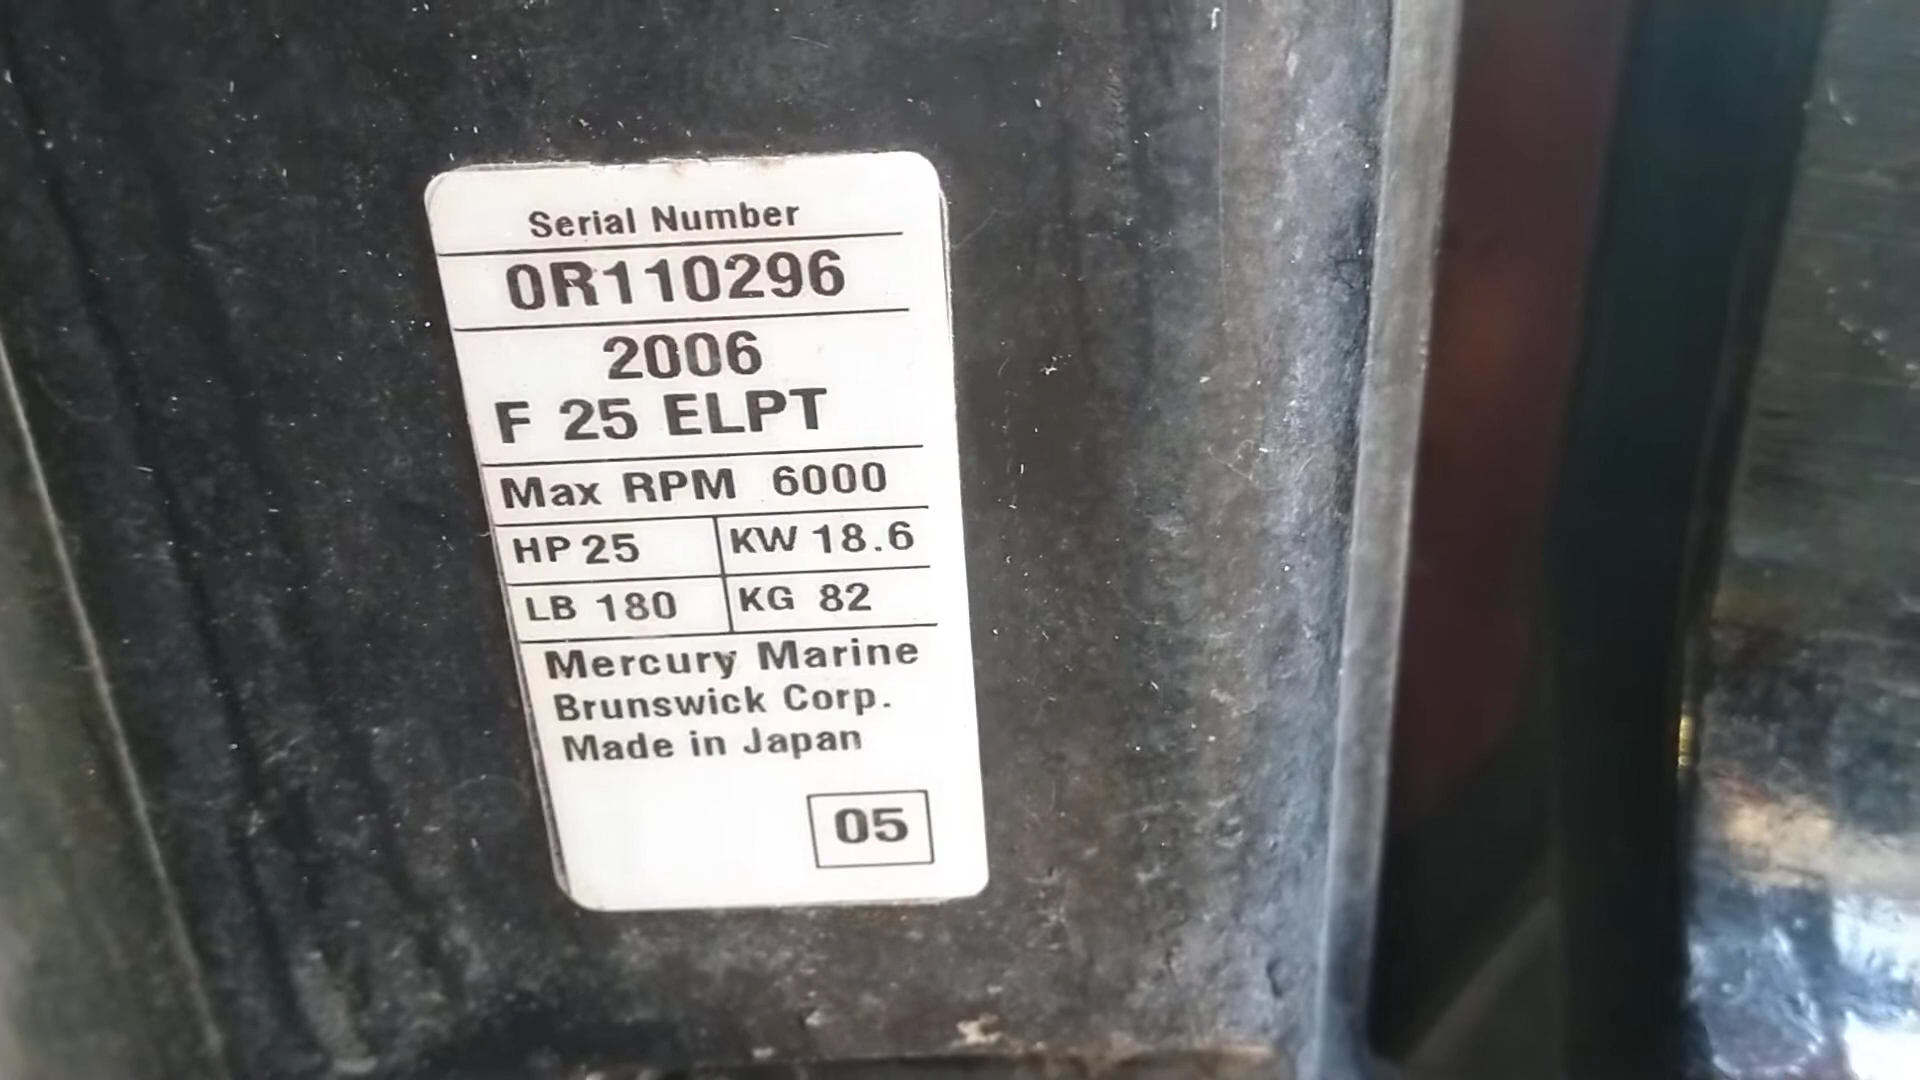 Serial Number
0R110296
2006
F 25 ELPT
Max RPM 6000
HP 25 KW 18.6
LB 180 KG 82
Mercury Marine
Brunswick Corp.
Made in Japan
05